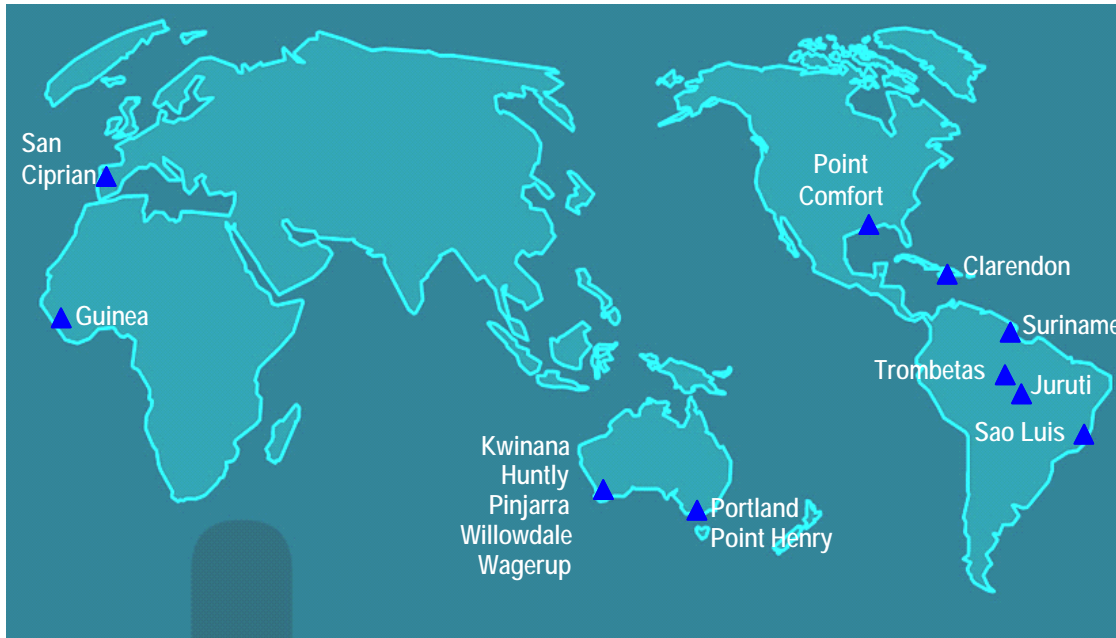 San
Ciprian
Point
Comfort
Clarendon
Guinea
Suriname
Trombetas
Juruti
Sao Luis
Kwinana
Huntly
Pinjarra
Willowdale
Wagerup
Portland
Point Henry